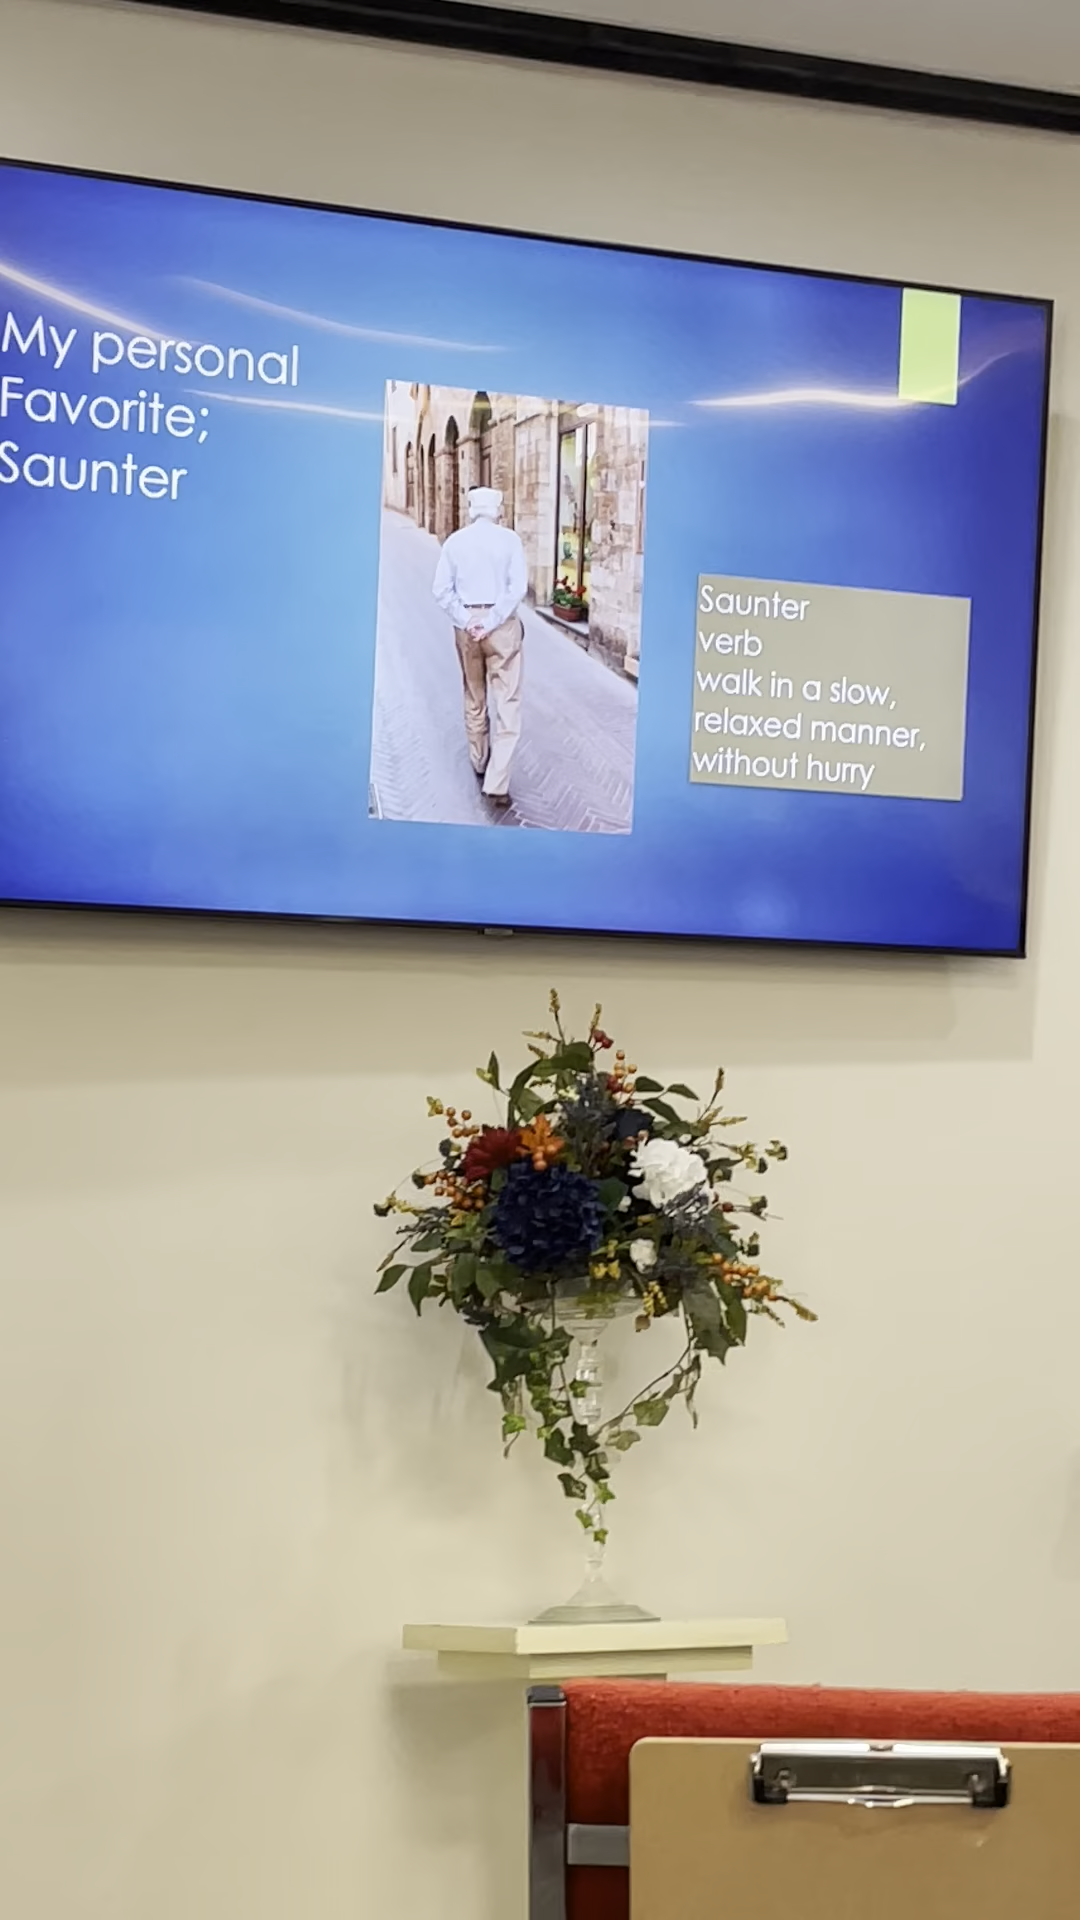 My personal
Favorite;
Saunter
Saunter
verb
walk in a slow,
relaxed manner,
without hurry